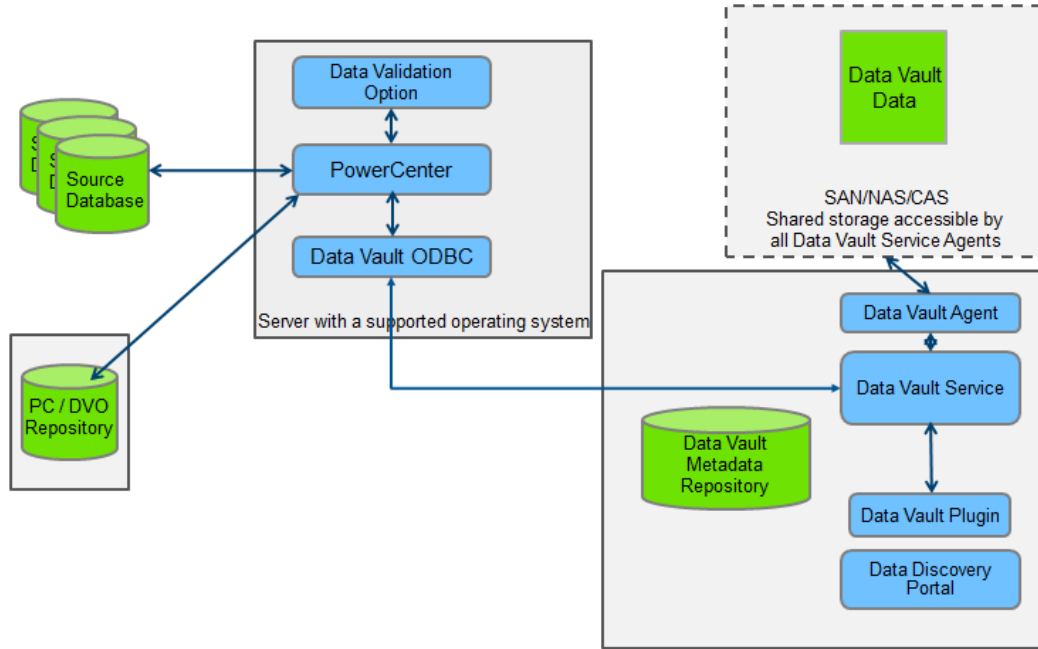 Data Validation
Option
PowerCenter
Data Vault ODBC
Server with a supported operating system
S
D
S
D
Source
Database
PC / DVO
Repository
Data Vault
Data
SAN/NAS/CAS
Shared storage accessible by
all Data Vault Service Agents
Data Vault Agent
Data Vault Service
Data Vault
Metadata
Repository
Data Vault Plugin
Data Discovery
Portal